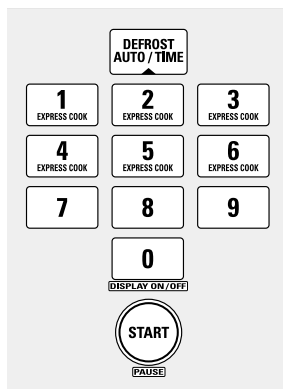 DEFROST
AUTO / TIME
1
EXPRESS COOK
2
EXPRESS COOK
3
EXPRESS COOK
4
EXPRESS COOK
5
EXPRESS COOK
6
EXPRESS COOK
7
8
9
0
DISPLAY ON/OFF
START
PAUSE